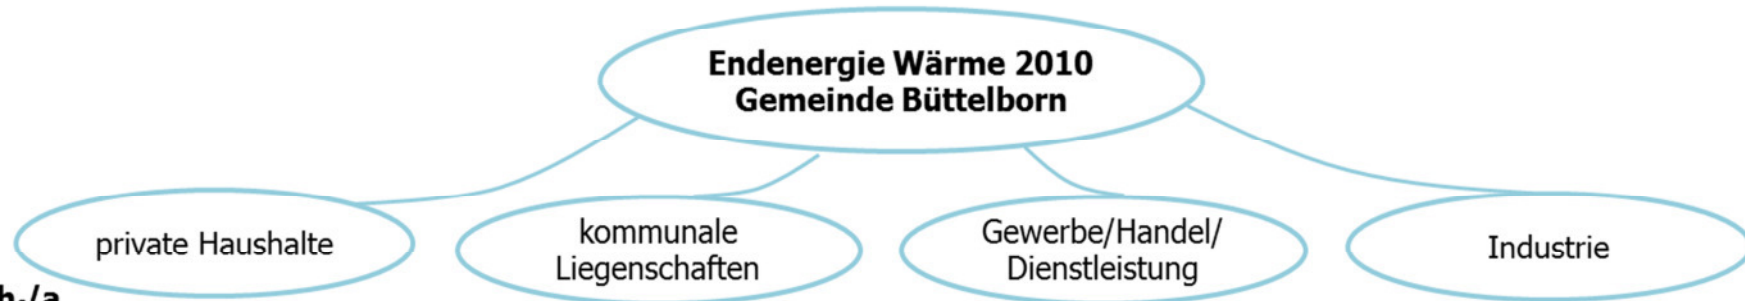 Endenergie Wärme 2010
Gemeinde Büttelborn
private Haushalte
kommunale
Liegenschaften
Gewerbe/Handel/
Dienstleistung
Industrie